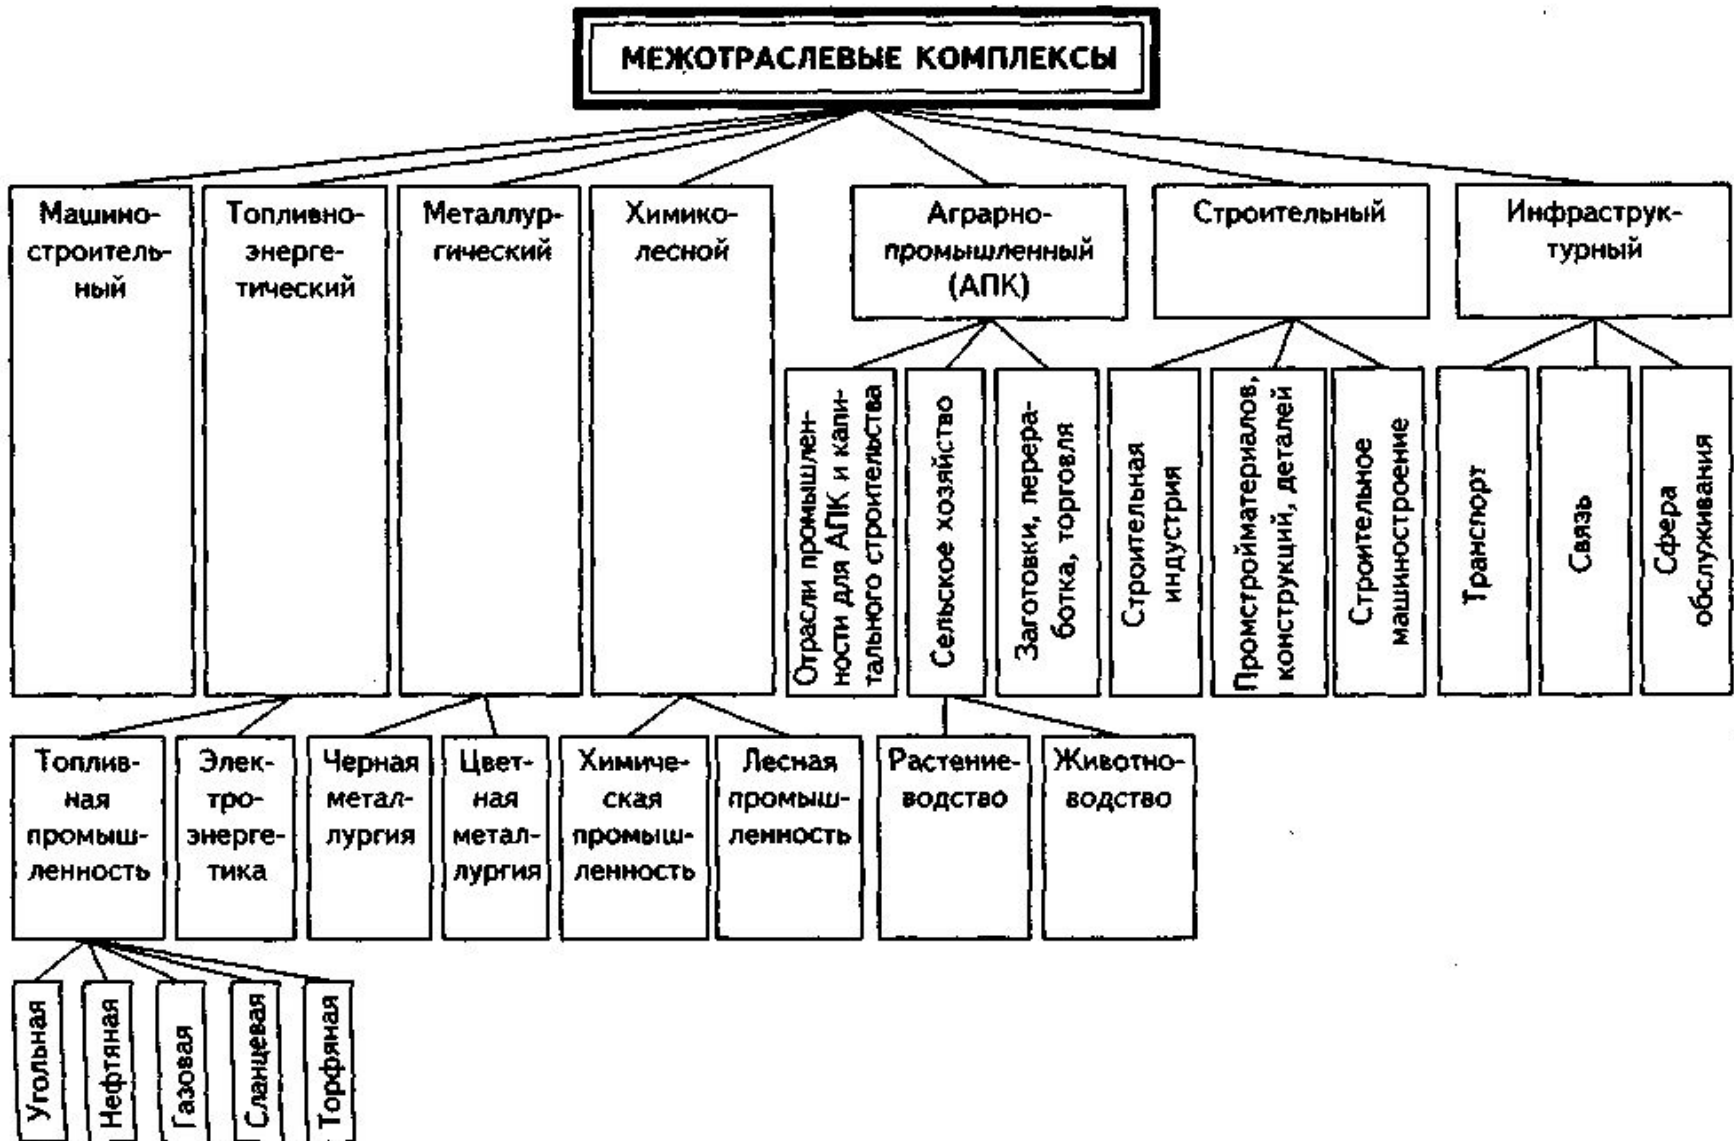 МЕЖОТРАСЛЕВЫЕ КОМПЛЕКСЫ
Машино-
строитель-
ный
Топливно-
энерге-
тический
Металлур-
гический
Химико-
лесной
Аграрно-
промышленный
(АПК)
Строительный
Инфраструк-
турный
Отрасли промышлен-
ности для АПК и капи-
тального строительства
Сельское хозяйство
Заготовки, перера-
ботка, торговля
Строительная
индустрия
Промстройматериалов,
конструкций, деталей
Строительное
машиностроение
Транспорт
Связь
Сфера
обслуживания
Топлив-
ная
промыш-
ленность
Элек-
тро-
энерге-
тика
Черная
метал-
лургия
Цвет-
ная
метал-
лургия
Химиче-
ская
промыш-
ленность
Лесная
промыш-
ленность
Растение-
водство
Животно-
водство
Угольная
Нефтяная
Газовая
Сланцевая
Торфяная